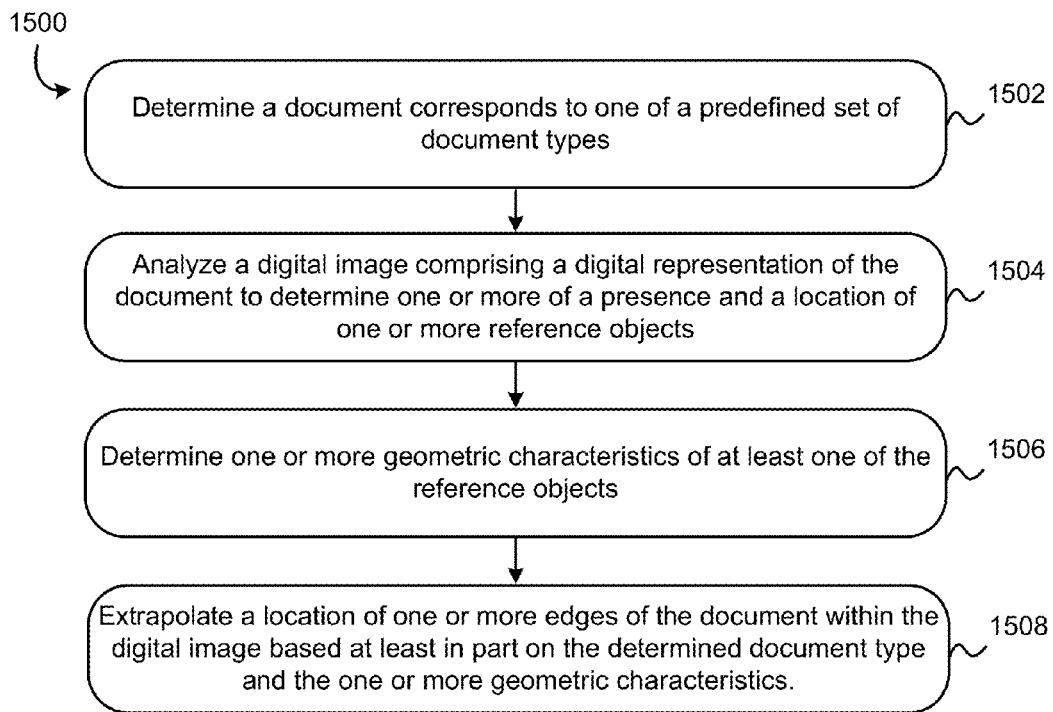 1500
Determine a document corresponds to one of a predefined set of
document types
1502
Analyze a digital image comprising a digital representation of the
document to determine one or more of a presence and a location of
one or more reference objects
1504
Determine one or more geometric characteristics of at least one of the
reference objects
1506
Extrapolate a location of one or more edges of the document within the
digital image based at least in part on the determined document type
and the one or more geometric characteristics.
1508